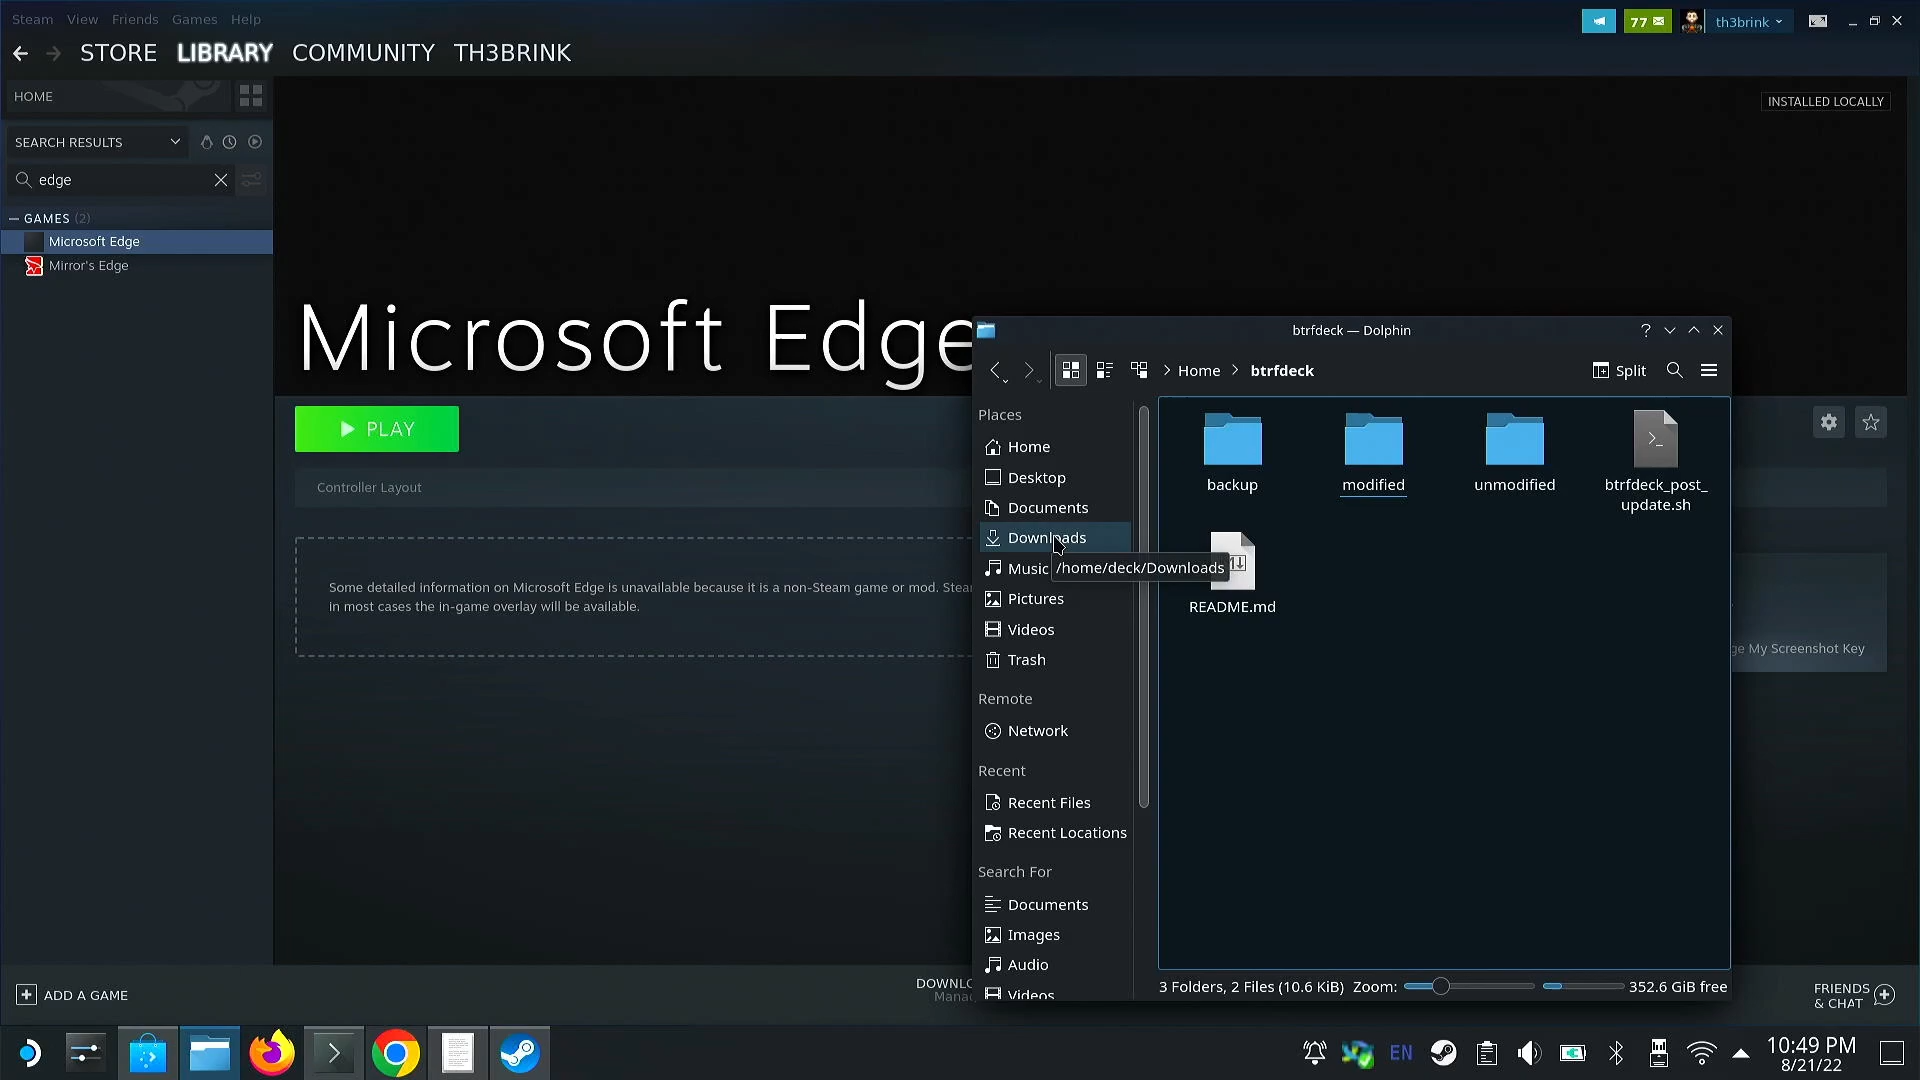 Steam View Friends Games Help
77 th3brink
STORE LIBRARY COMMUNITY TH3BRINK
HOME
INSTALLED LOCALLY
SEARCH RESULTS
edge
GAMES (2)
Microsoft Edge
Mirror's Edge
Microsoft Edge
PLAY
Controller Layout
Some detailed information on Microsoft Edge is unavailable because it is a non-Steam game or mod. Stea
in most cases the in-game overlay will be available.
ge My Screenshot Key
btrfdeck — Dolphin
Home btrfdeck
Split
Places
Home
Desktop
Documents
Downloads
Music
/home/deck/Downloads
Pictures
Videos
Trash
Remote
Network
Recent
Recent Files
Recent Locations
Search For
Documents
Images
Audio
Videos
backup
modified
unmodified
btrfdeck_post_
update.sh
README.md
3 Folders, 2 Files (10.6 KiB) Zoom: 352.6 GiB free
ADD A GAME
DOWNLO
Manag
FRIENDS
& CHAT
EN
10:49 PM
8/21/22